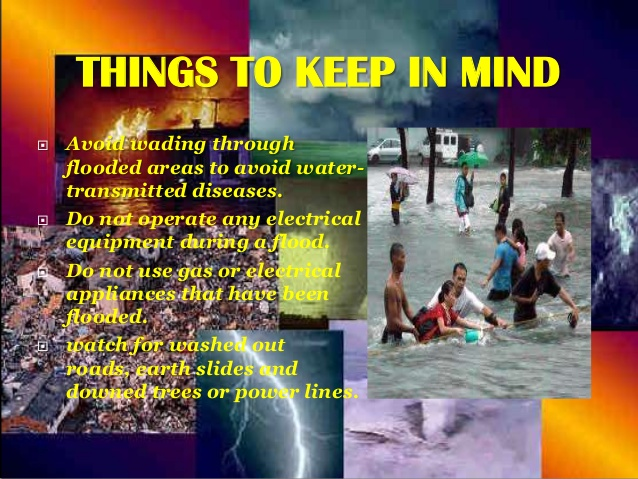 THINGS TO KEEP IN MIND
Avoid wading through
flooded areas to avoid water-
transmitted diseases.
Do not operate any electrical
equipment during a flood.
Do not use gas or electrical
appliances that have been
flooded.
watch for washed out
roads, earth slides and
downed trees or power lines.